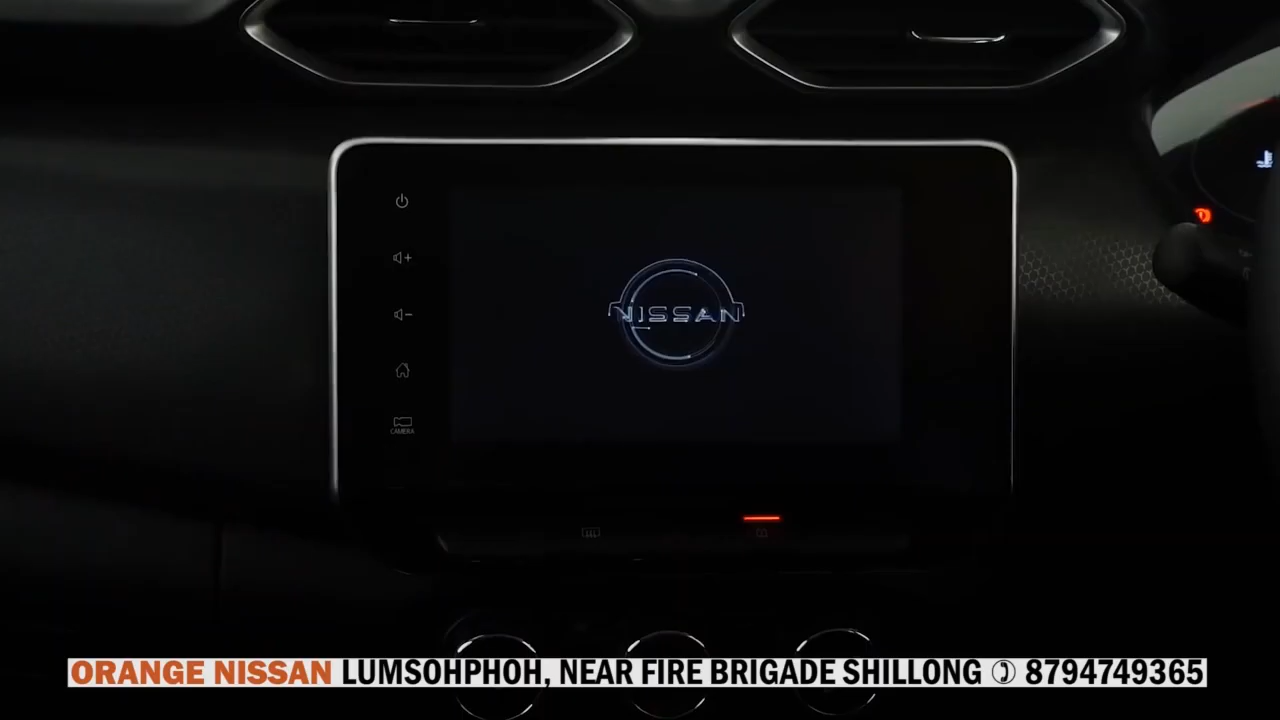 NISSAN
CAMERA
ORANGE NISSAN LUMSOHPHOH, NEAR FIRE BRIGADE SHILLONG ✆ 8794749365